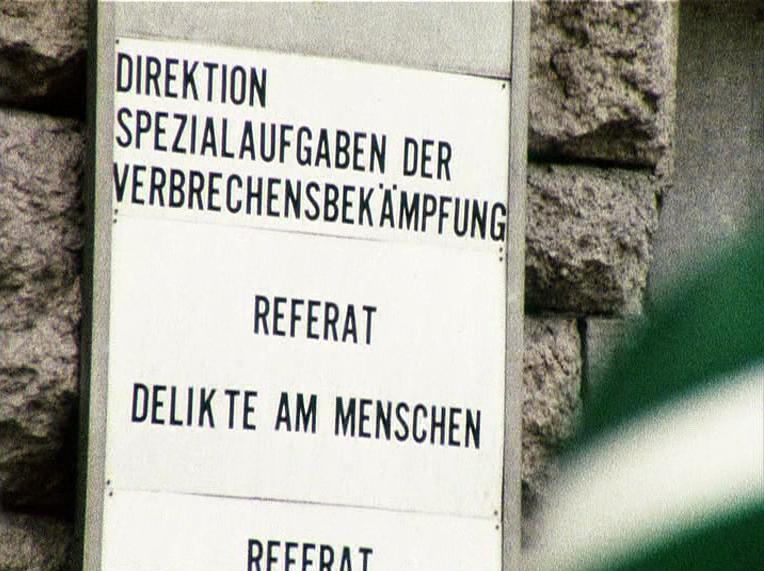 DIREKTION
SPEZIALAUFGABEN DER
VERBRECHENSBEKÄMPFUNG
REFERAT
DELIKTE AM MENSCHEN
REFERAT